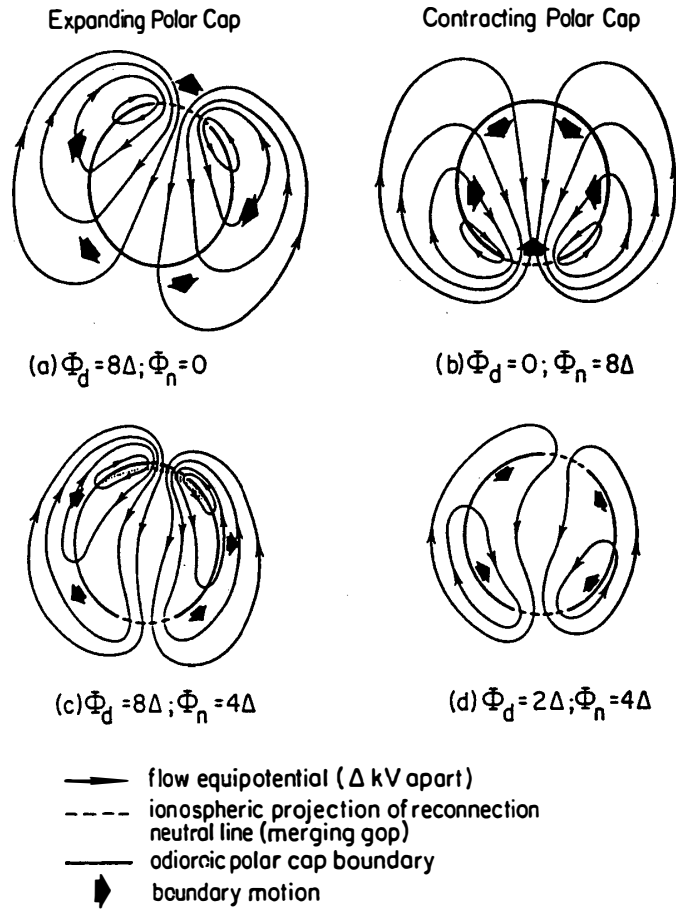 Expanding Polar Cap
Contracting Polar Cap
(a) Φd = 8Δ; Φn = 0
(b) Φd = 0; Φn = 8Δ
(c) Φd = 8Δ; Φn = 4Δ
(d) Φd = 2Δ; Φn = 4Δ
flow equipotential (Δ kV apart)
ionospheric projection of reconnection
neutral line (merging gop)
odiorcic polar cap boundary
boundary motion